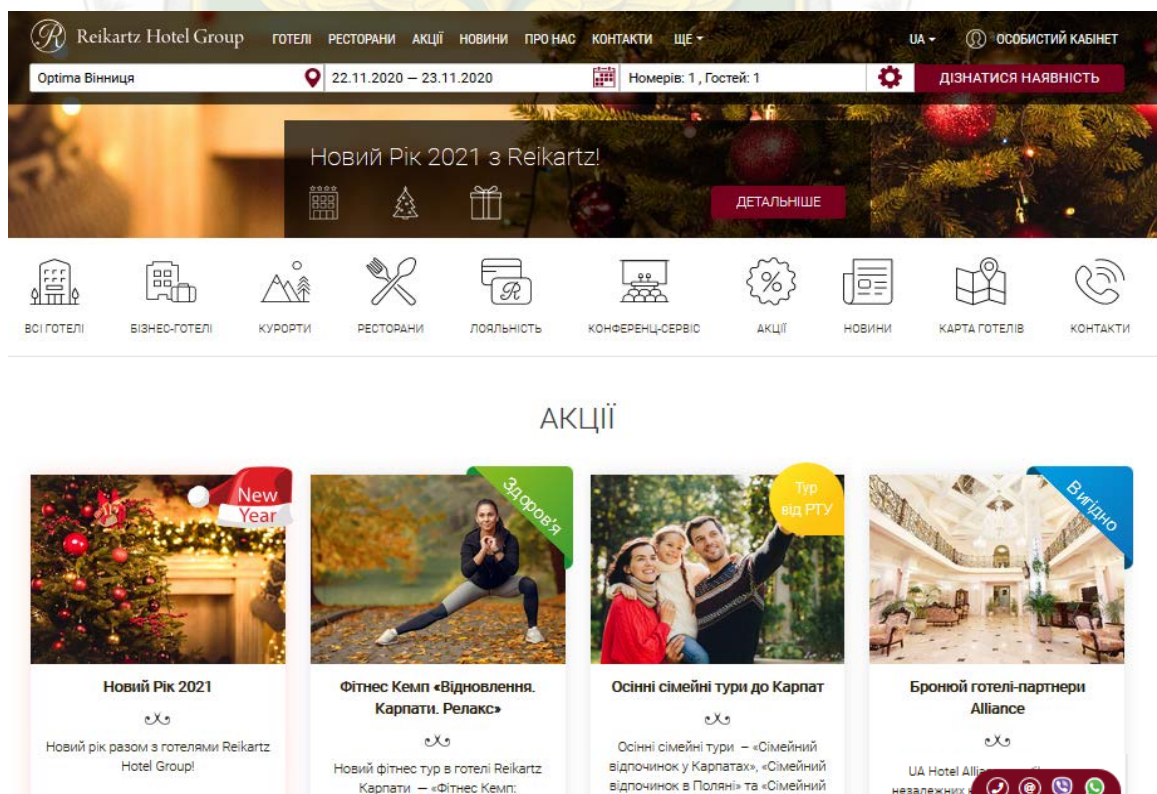 Reikartz Hotel Group ГОТЕЛІ РЕСТОРАНИ АКЦІЇ НОВИНИ ПРО НАС КОНТАКТИ ЩЕ UA ОСОБИСТИЙ КАБІНЕТ
Optima Вінниця 22.11.2020 — 23.11.2020 Номерів: 1 , Гостей: 1 ДІЗНАТИСЯ НАЯВНІСТЬ
Новий Рік 2021 з Reikartz!
ДЕТАЛЬНІШЕ
ВСІ ГОТЕЛІ БІЗНЕС-ГОТЕЛІ КУРОРТИ РЕСТОРАНИ ЛОЯЛЬНІСТЬ КОНФЕРЕНЦ-СЕРВІС АКЦІЇ НОВИНИ КАРТА ГОТЕЛІВ КОНТАКТИ
АКЦІЇ
New
Year
Новий Рік 2021
Новий рік разом з готелями Reikartz
Hotel Group!
Здоров'я
Фітнес Кемп «Відновлення.
Карпати. Релакс»
Новий фітнес тур в готелі Reikartz
Карпати — «Фітнес Кемп:
Тур
від РТУ
Осінні сімейні тури до Карпат
Осінні сімейні тури – «Сімейний
відпочинок у Карпатах», «Сімейний
відпочинок в Поляні» та «Сімейний
Вигідно
Бронюй готелі-партнери
Alliance
UA Hotel
незалежних